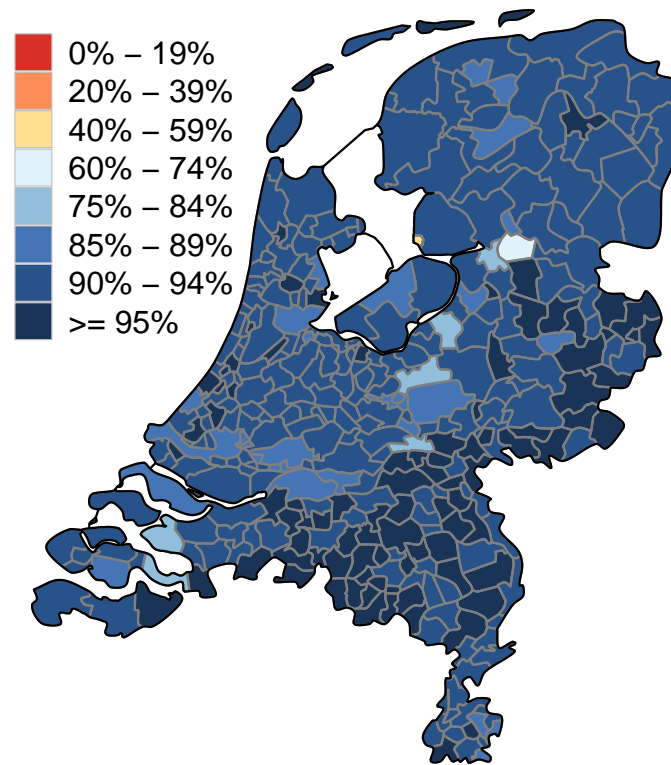 0% – 19%
20% – 39%
40% – 59%
60% – 74%
75% – 84%
85% – 89%
90% – 94%
>= 95%